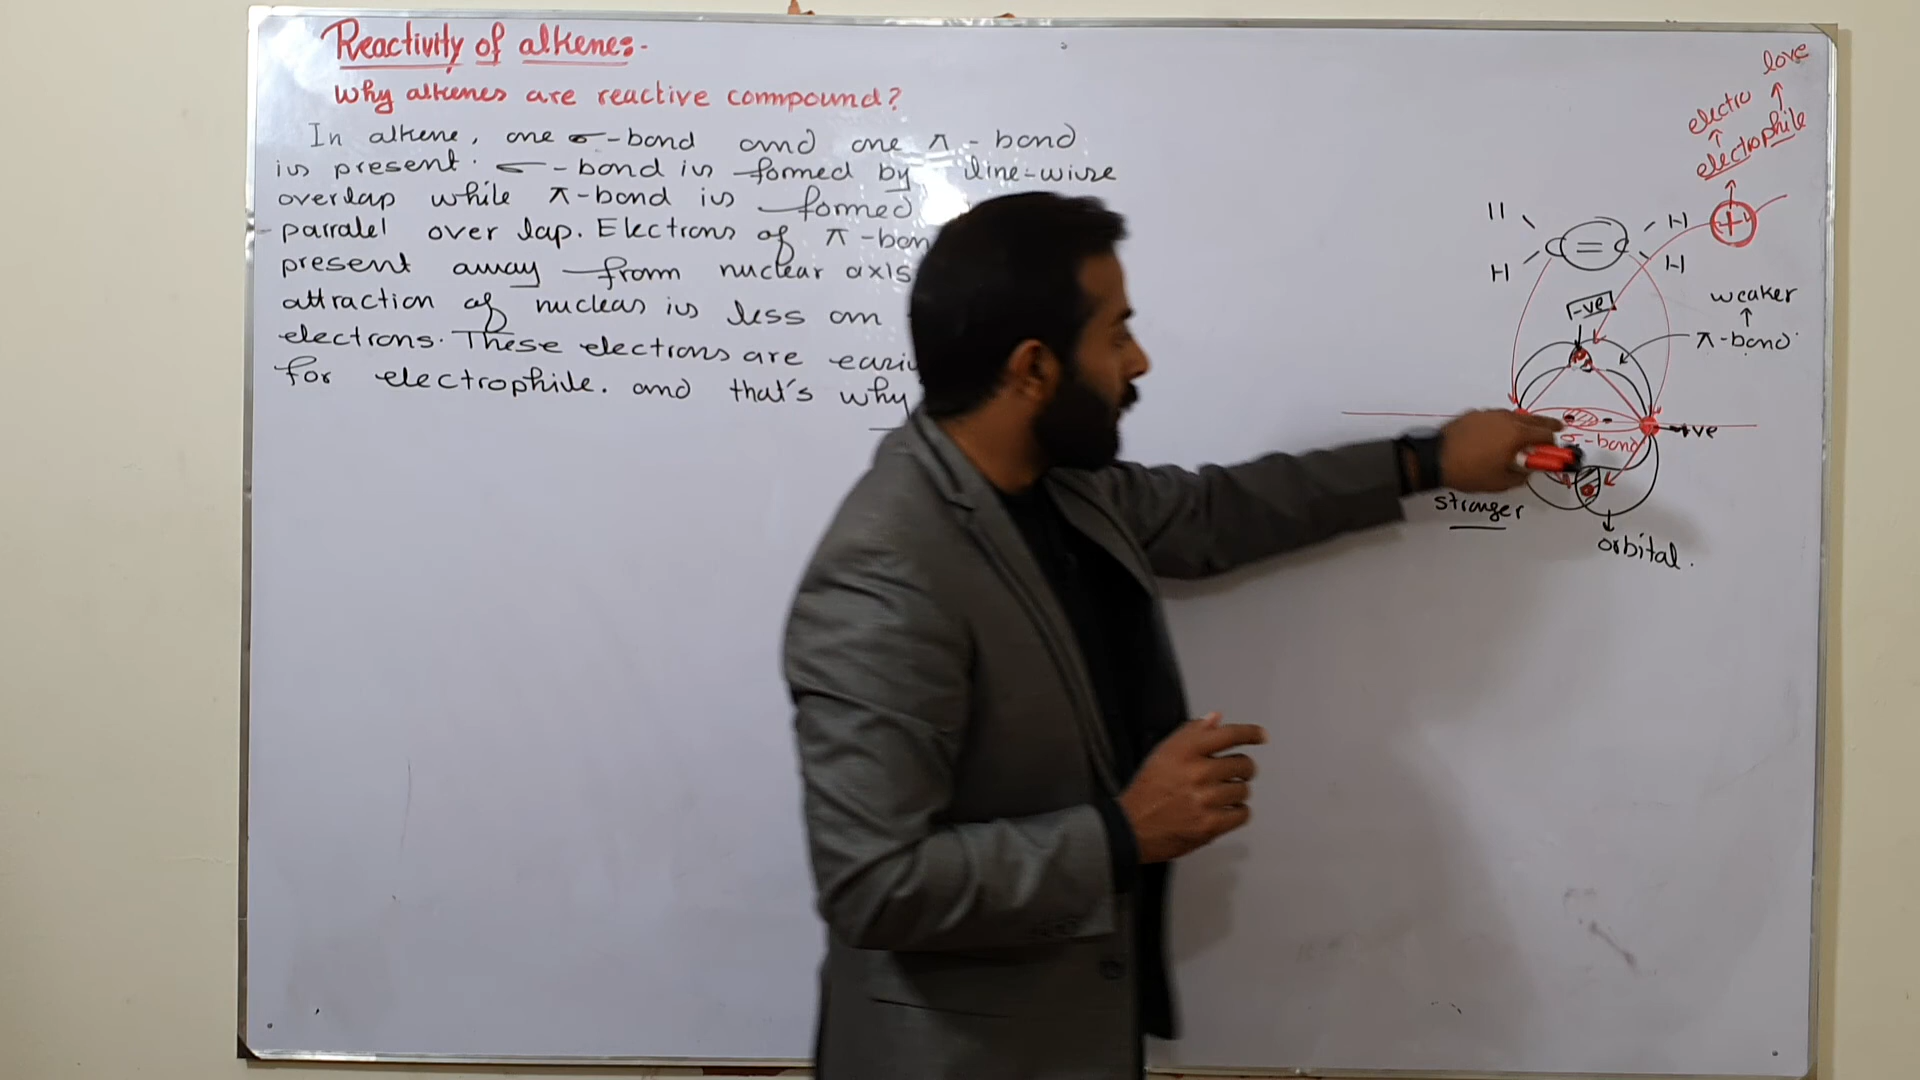 Reactivity of alkenes:-
Why alkenes are reactive commpound?
In alkene, one σ-bond and one π-bond
is present. σ-bond is formed by line-wise
overlap while π-bond is formed
parralel over lap. Electrons of π-bon
present away from nuclear axis
attraction of nucleas is less on
electrons. These electrons are easi
for electrophile. and that's why
love
electro
electrophile
+
H
H = H
H
-ve
weaker
π-bond
σ-bond
+ve
stronger
orbital.